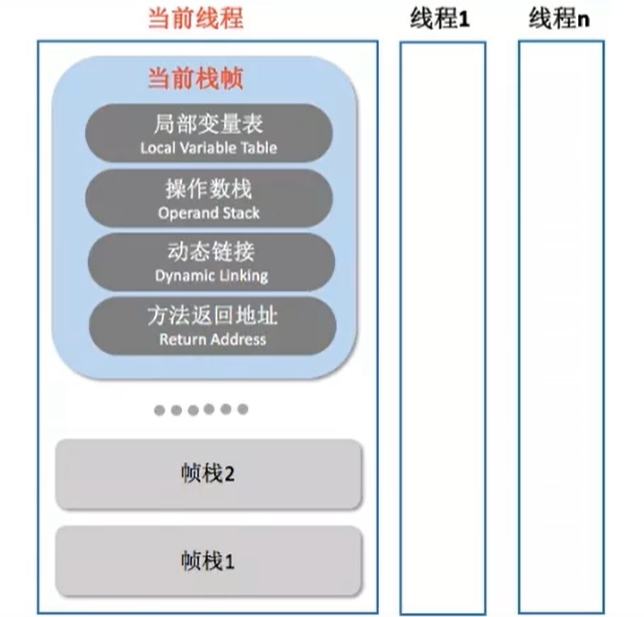 当前线程
线程1
线程n
当前栈帧
局部变量表
Local Variable Table
操作数栈
Operand Stack
动态链接
Dynamic Linking
方法返回地址
Return Address
帧栈2
帧栈1